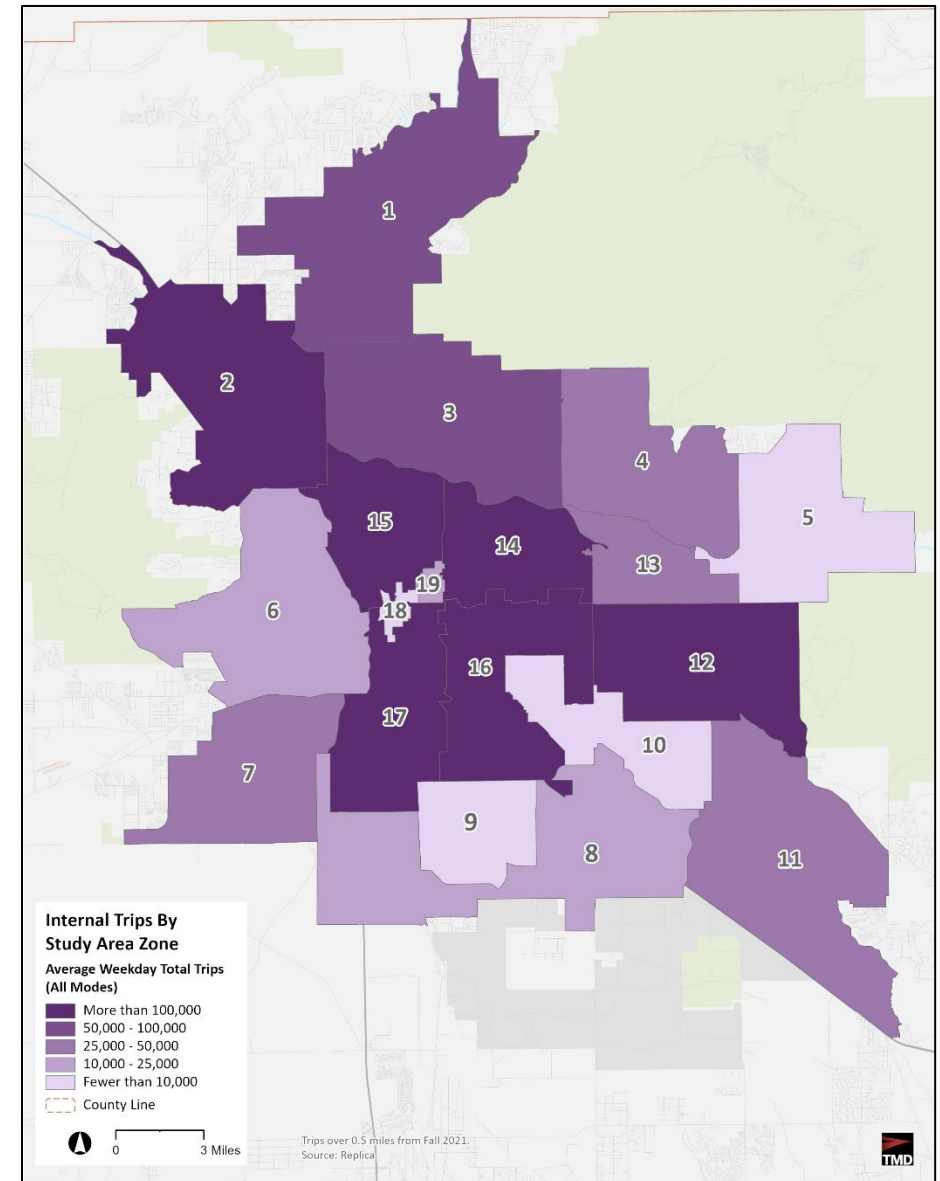 1
2
3
4
5
15
14
13
19
6
18
12
16
17
10
7
9
8
11
Internal Trips By
Study Area Zone
Average Weekday Total Trips
(All Modes)
More than 100,000
50,000 - 100,000
25,000 - 50,000
10,000 - 25,000
Fewer than 10,000
County Line
0 3 Miles
Trips over 0.5 miles from Fall 2021.
Source: Replica
TMD